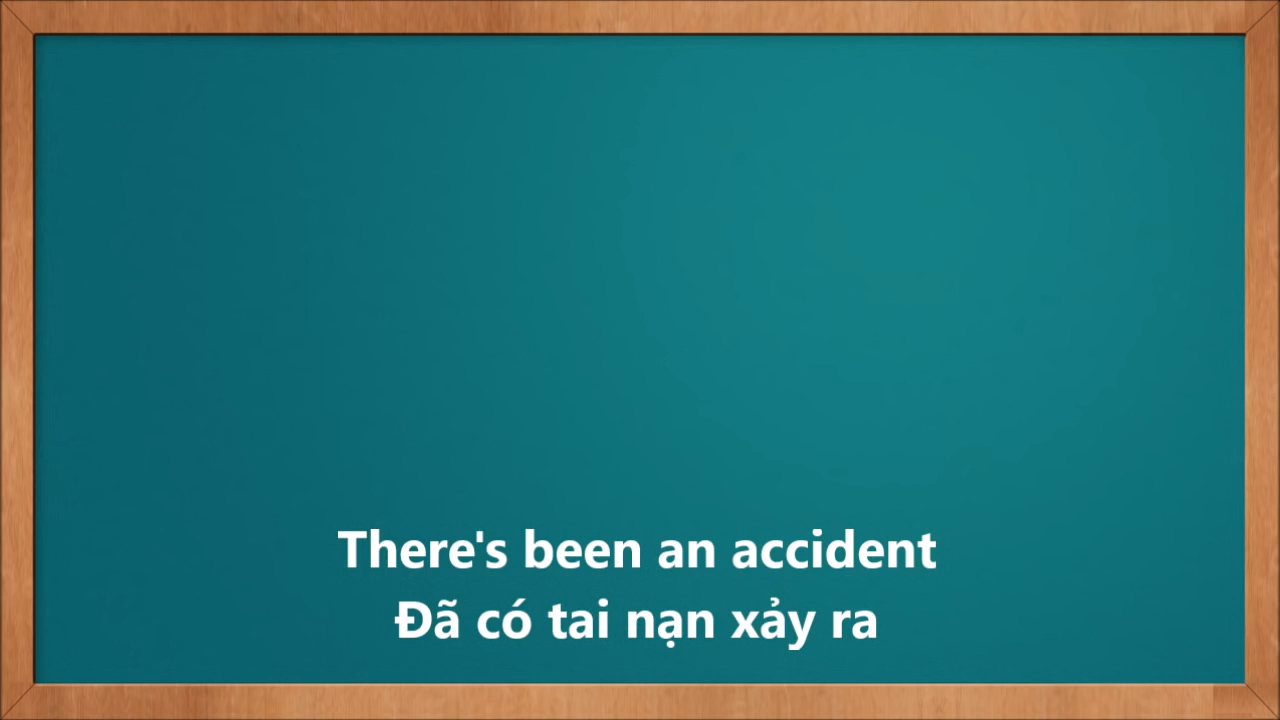 There's been an accident
Đã có tai nạn xảy ra